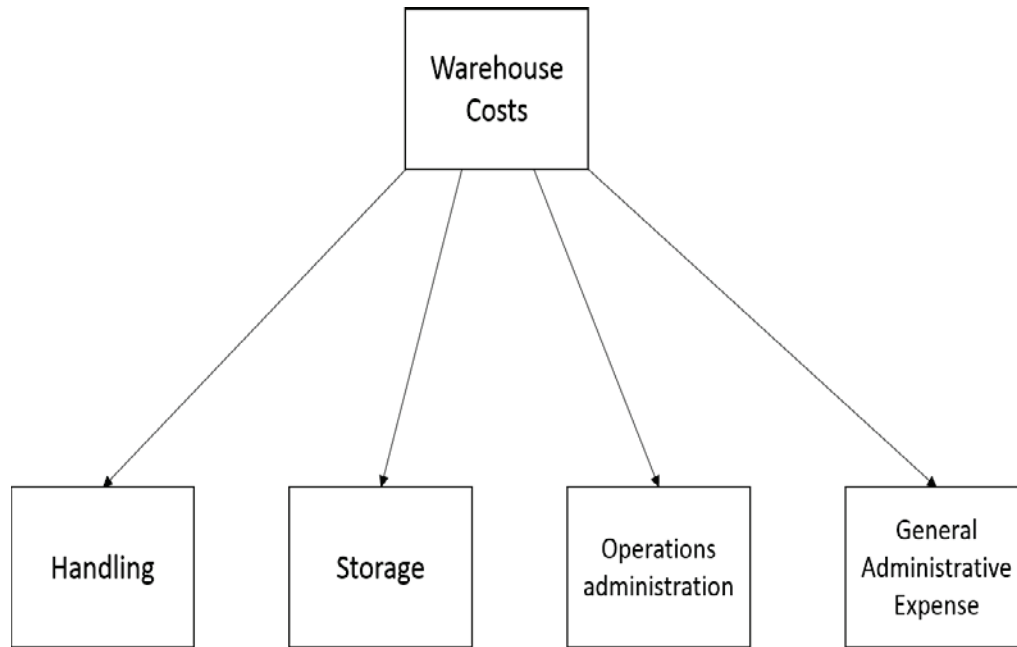 Warehouse
Costs
Handling
Storage
Operations
administration
General
Administrative
Expense